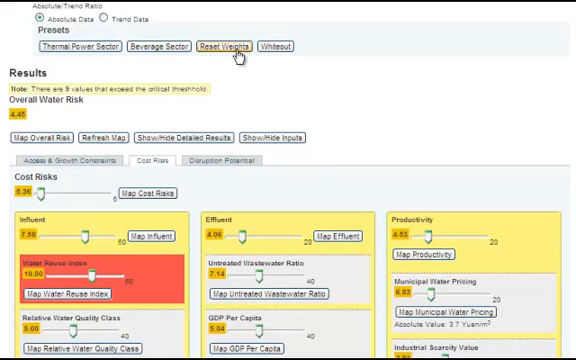 Absolute/Trend Ratio
Absolute Data Trend Data
Presets
Thermal Power Sector Beverage Sector Reset Weights Whiteout
Results
Note: There are 9 values that exceed the critical threshhold.
Overall Water Risk
4.45
Map Overall Risk Refresh Map Show/Hide Detailed Results Show/Hide Inputs
Access & Growth Constraints Cost Risks Disruption Potential
Cost Risks
5.36 5 Map Cost Risks
Influent
7.50 60 Map Influent
Water Reuse Index
10.00 50
Map Water Reuse Index
Relative Water Quality Class
5.00 40
Map Relative Water Quality Class
Effluent
4.06 20 Map Effluent
Untreated Wastewater Ratio
7.14 40
Map Untreated Wastewater Ratio
GDP Per Capita
5.04 40
Map GDP Per Capita
Productivity
4.53 20
Map Productivity
Municipal Water Pricing
6.83 20
Map Municipal Water Pricing
Absolute Value: 3.7 Yuan/m³
Industrial Scarcity Value